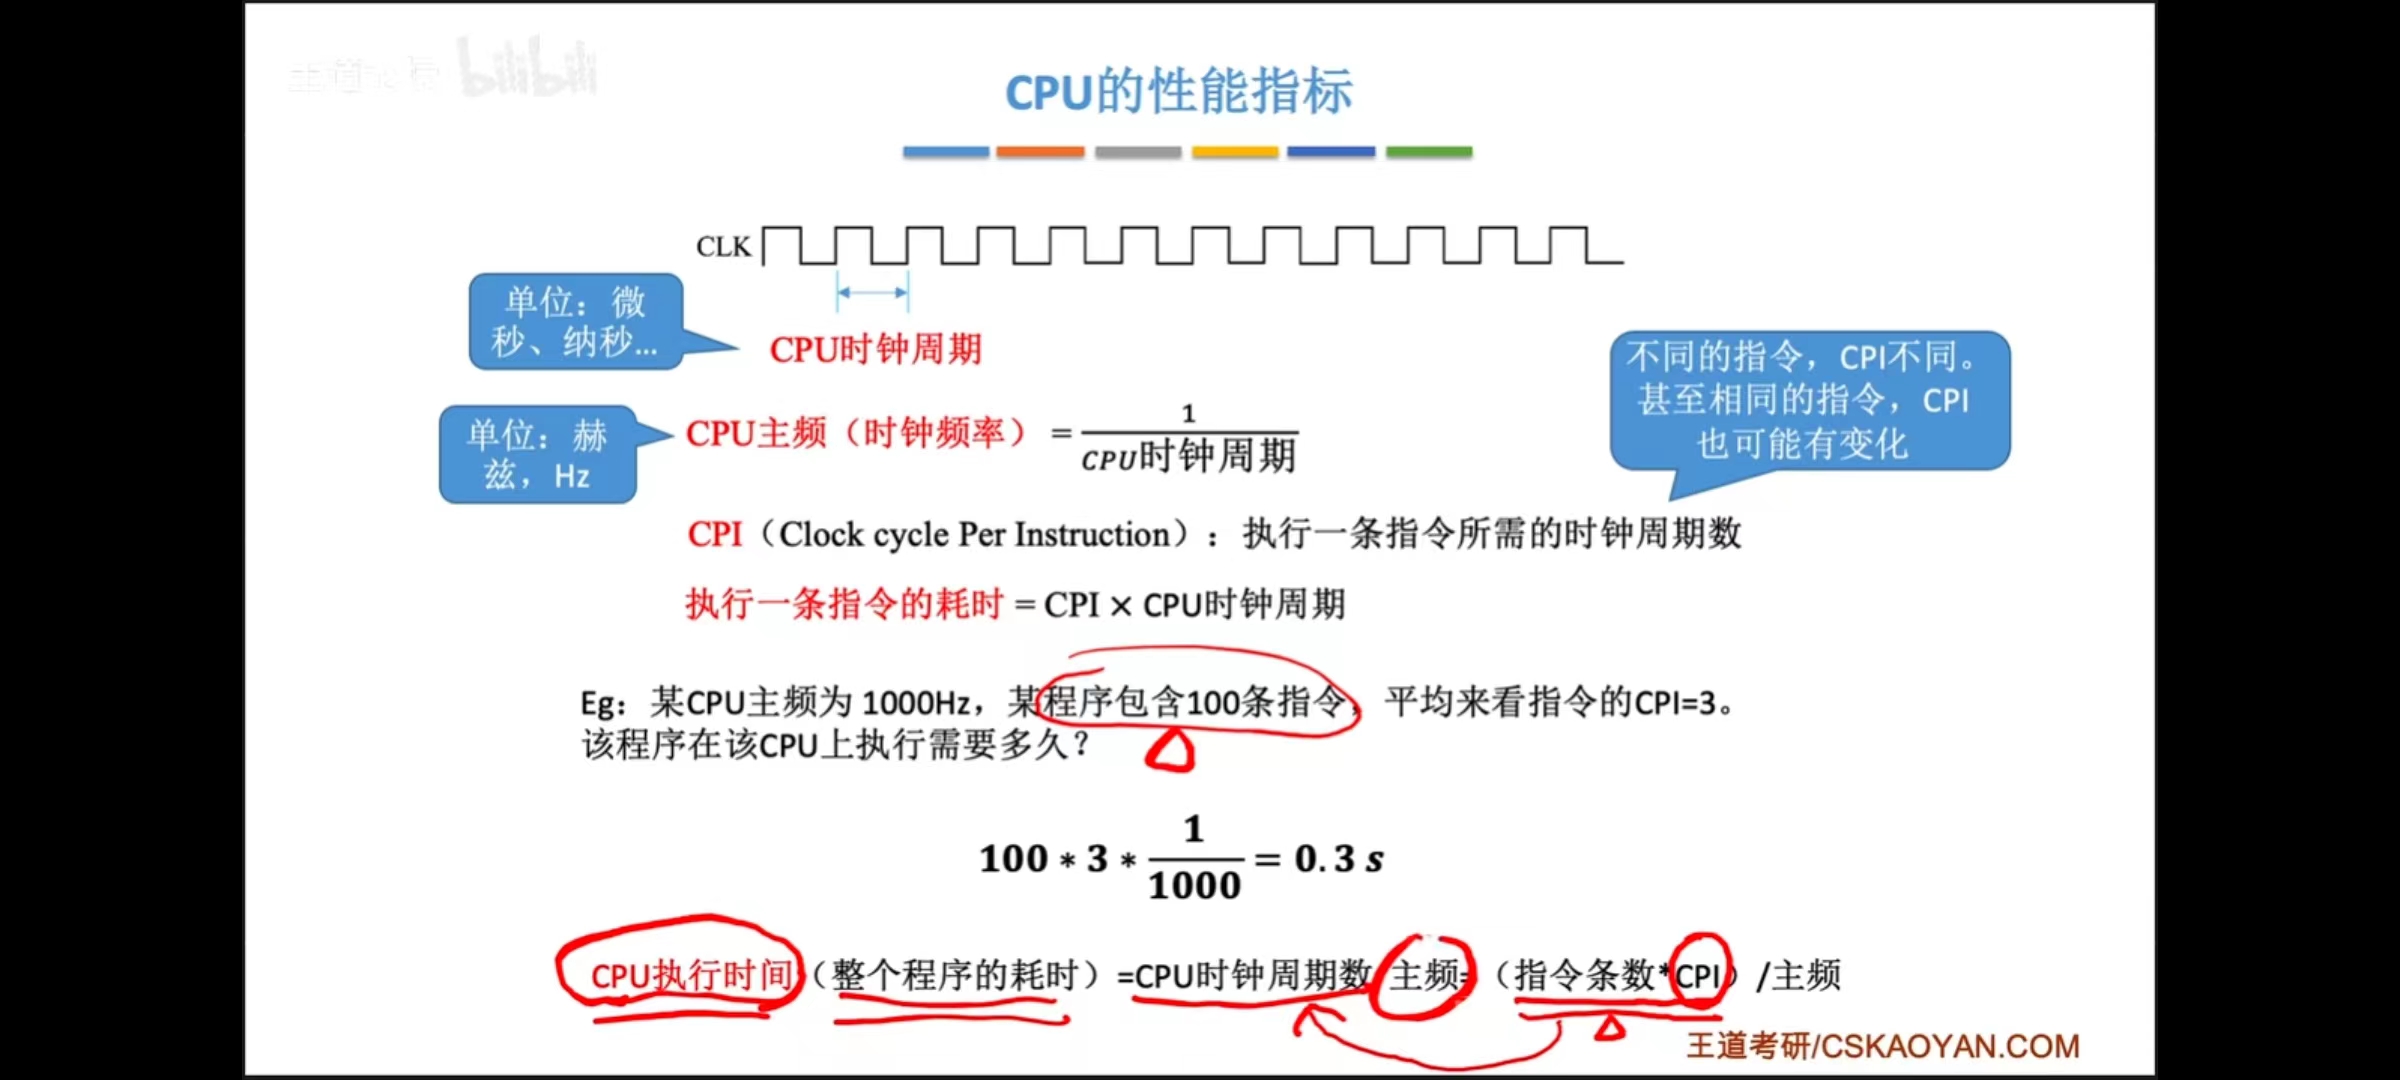 bilibili
CPU的性能指标
CLK
单位：微
秒、纳秒...
CPU时钟周期
不同的指令，CPI不同。
甚至相同的指令，CPI
也可能有变化
单位：赫
兹，Hz
CPU主频（时钟频率）= 1
CPU时钟周期
CPI（Clock cycle Per Instruction）：执行一条指令所需的时钟周期数
执行一条指令的耗时 = CPI × CPU时钟周期
Eg：某CPU主频为 1000Hz，某程序包含100条指令，平均来看指令的CPI=3。
该程序在该CPU上执行需要多久？
100 * 3 * 1/1000 = 0.3 s
CPU执行时间（整个程序的耗时）=CPU时钟周期数 主频=（指令条数*CPI）/主频
王道考研/CSKAOYAN.COM